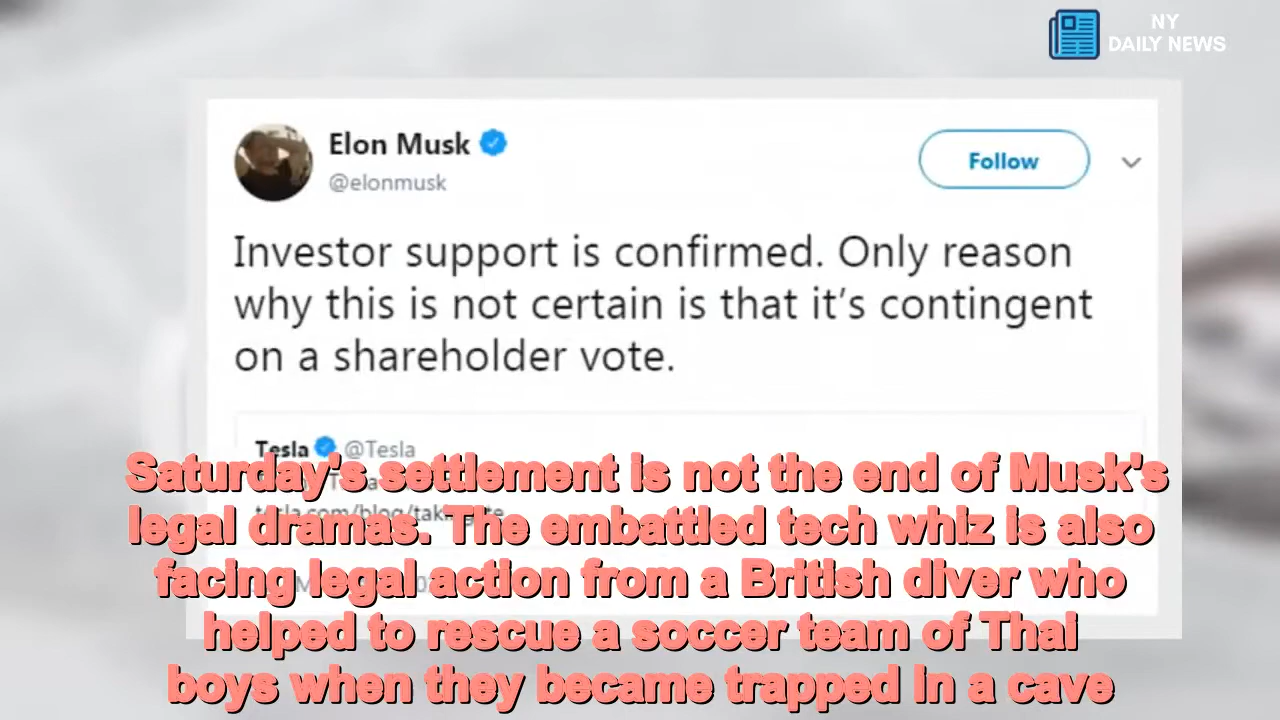 NY
DAILY NEWS
Elon Musk
@elonmusk
Follow
Investor support is confirmed. Only reason
why this is not certain is that it’s contingent
on a shareholder vote.
Tesla @Tesla
Saturday's settlement is not the end of Musk's
legal dramas. The embattled tech whiz is also
facing legal action from a British diver who
helped to rescue a soccer team of Thai
boys when they became trapped in a cave